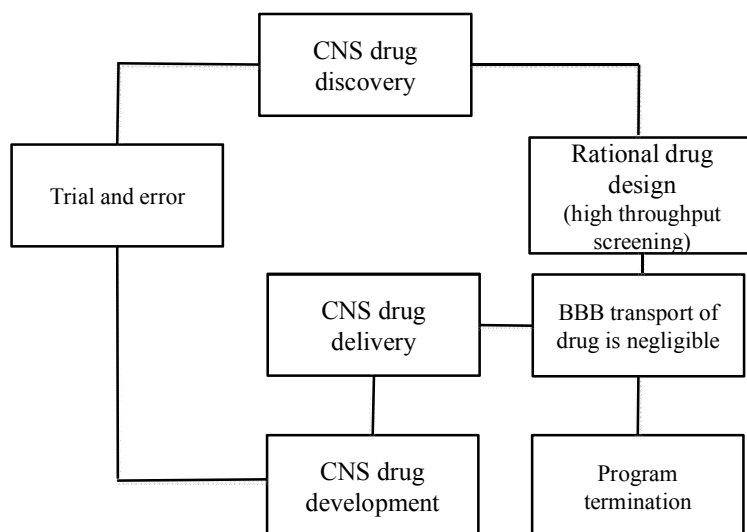 CNS drug
discovery
Trial and error
Rational drug
design
(high throughput
screening)
CNS drug
delivery
BBB transport of
drug is negligible
CNS drug
development
Program
termination